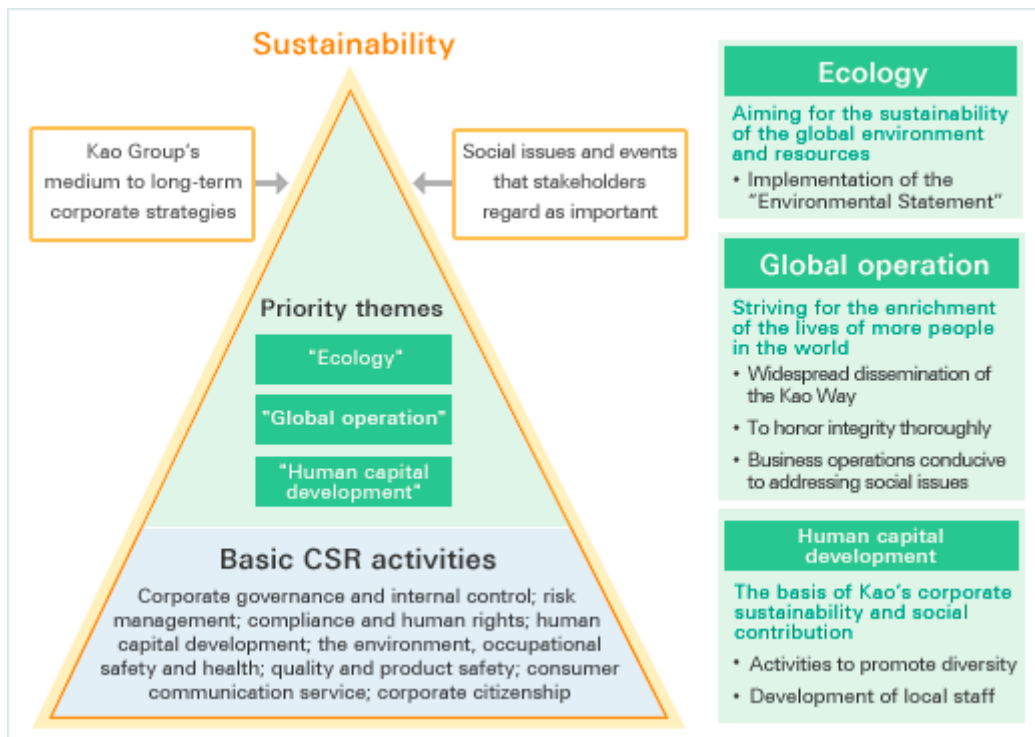 Sustainability
Kao Group's
medium to long-term
corporate strategies
Social issues and events
that stakeholders
regard as important
Priority themes
"Ecology"
"Global operation"
"Human capital
development"
Basic CSR activities
Corporate governance and internal control; risk
management; compliance and human rights; human
capital development; the environment, occupational
safety and health; quality and product safety; consumer
communication service; corporate citizenship
Ecology
Aiming for the sustainability
of the global environment
and resources
• Implementation of the
"Environmental Statement"
Global operation
Striving for the enrichment
of the lives of more people
in the world
• Widespread dissemination of
the Kao Way
• To honor integrity thoroughly
• Business operations conducive
to addressing social issues
Human capital
development
The basis of Kao's corporate
sustainability and social
contribution
• Activities to promote diversity
• Development of local staff